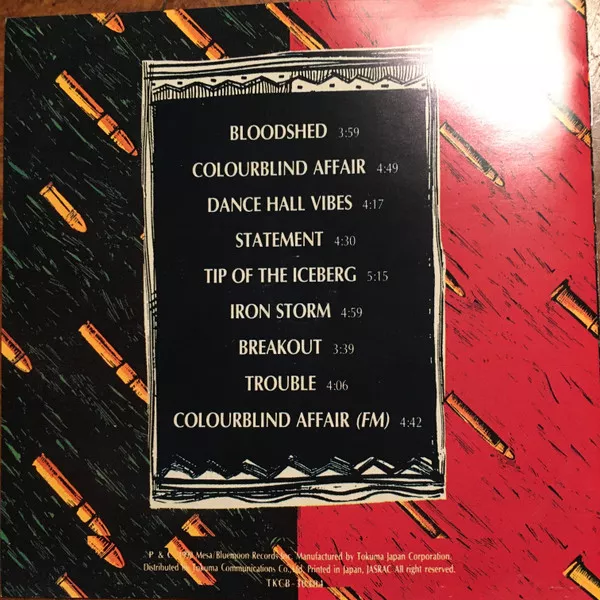 BLOODSHED 3:59
COLOURBLIND AFFAIR 4:49
DANCE HALL VIBES 4:17
STATEMENT 4:30
TIP OF THE ICEBERG 5:15
IRON STORM 4:59
BREAKOUT 3:39
TROUBLE 4:06
COLOURBLIND AFFAIR (FM) 4:42
P & C Mesa/Bluemoon Records Inc. Manufactured by Tokuma Japan Corporation.
Distributed by Tokuma Communications Co., Ltd. Printed in Japan, JASRAC All right reserved.
TKCB-